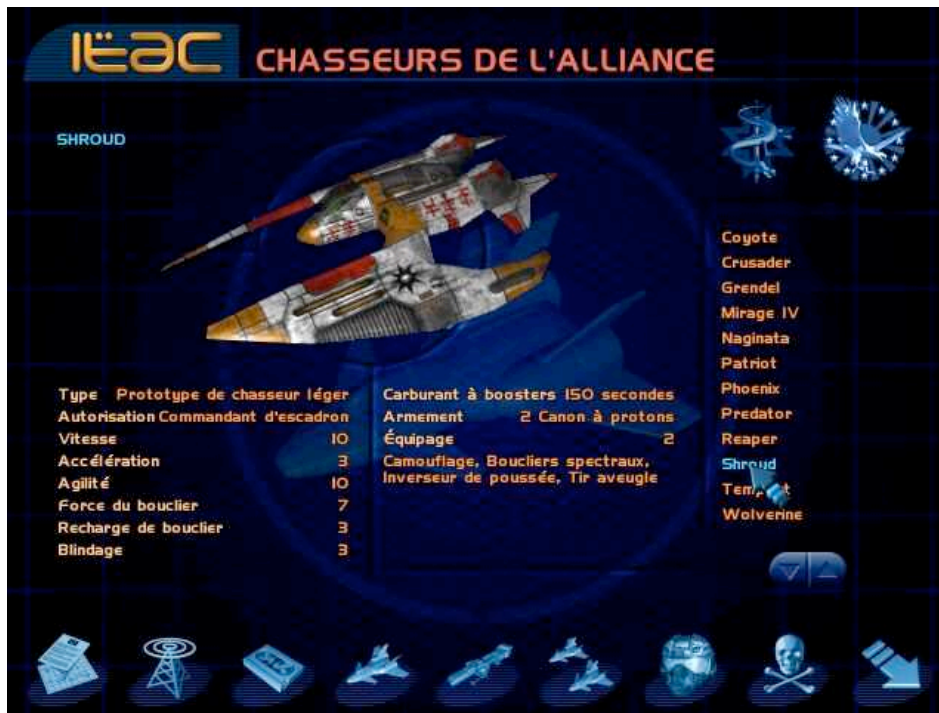 ITAC
CHASSEURS DE L'ALLIANCE
SHROUD
Type Prototype de chasseur léger
Autorisation Commandant d'escadron
Vitesse 10
Accélération 3
Agilité 10
Force du bouclier 7
Recharge de bouclier 3
Blindage 3
Carburant à boosters 150 secondes
Armement 2 Canon à protons
Équipage 2
Camouflage, Boucliers spectraux,
Inverseur de poussée, Tir aveugle
Coyote
Crusader
Grendel
Mirage IV
Naginata
Patriot
Phoenix
Predator
Reaper
Shroud
Tempest
Wolverine